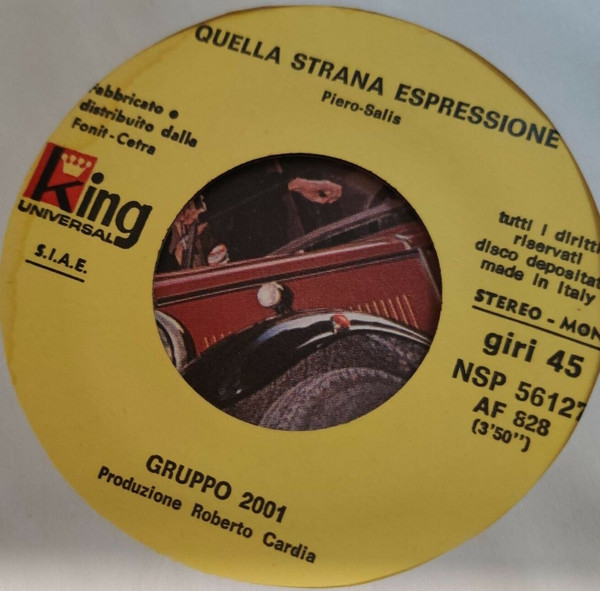 QUELLA STRANA ESPRESSIONE
Piero-Salis
Fabbricato e
distribuito dalla
Fonit-Cetra
King
UNIVERSAL
S.I.A.E.
tutti i diritti
riservati
disco depositat
made in Italy
STEREO - MON
giri 45
NSP 56127
AF 828
(3'50")
GRUPPO 2001
Produzione Roberto Cardia